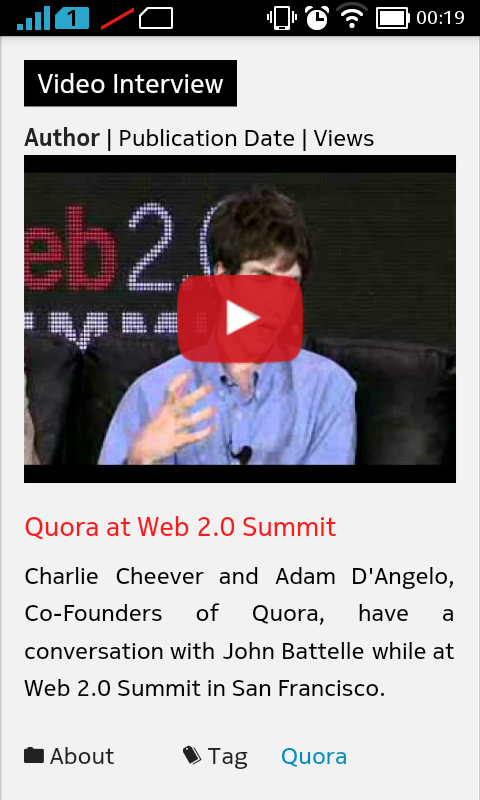 1 00:19
Video Interview
Author | Publication Date | Views
eb2.0
Quora at Web 2.0 Summit
Charlie Cheever and Adam D'Angelo,
Co-Founders of Quora, have a
conversation with John Battelle while at
Web 2.0 Summit in San Francisco.
About Tag Quora